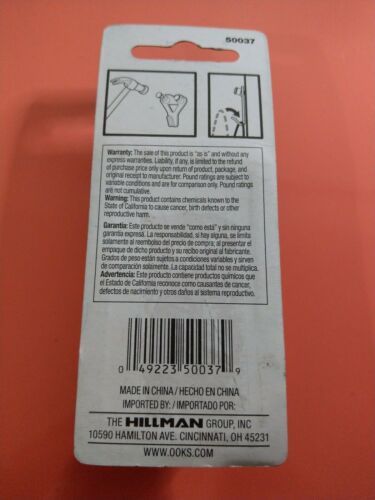 50037
Warranty: The sale of this product is "as is" and without any
express warranties. Liability, if any, is limited to the refund
of purchase price only upon return of product, package, and
original receipt to manufacturer. Pound ratings are subject to
variable conditions and are for comparison only. Pound ratings
are not cumulative.
Warning: This product contains chemicals known to the
State of California to cause cancer, birth defects or other
reproductive harm.
Garantía: Este producto se vende "como está" y sin ninguna
garantía expresa. La responsabilidad, si hay alguna, se limita
solamente al reembolso del precio de compra; al presentar el
empaque de dicho producto y su recibo original al fabricante.
Grados de peso están sujetos a condiciones variables y sirven
de comparación solamente. La capacidad total no se multiplica.
Advertencia: Este producto contiene productos químicos que
el Estado de California reconoce como causantes de cancer,
defectos de nacimiento y otros daños al sistema reproductivo.
0 49223 50037 9
MADE IN CHINA / HECHO EN CHINA
IMPORTED BY: / IMPORTADO POR:
THE HILLMAN GROUP, INC
10590 HAMILTON AVE. CINCINNATI, OH 45231
WWW.OOKS.COM